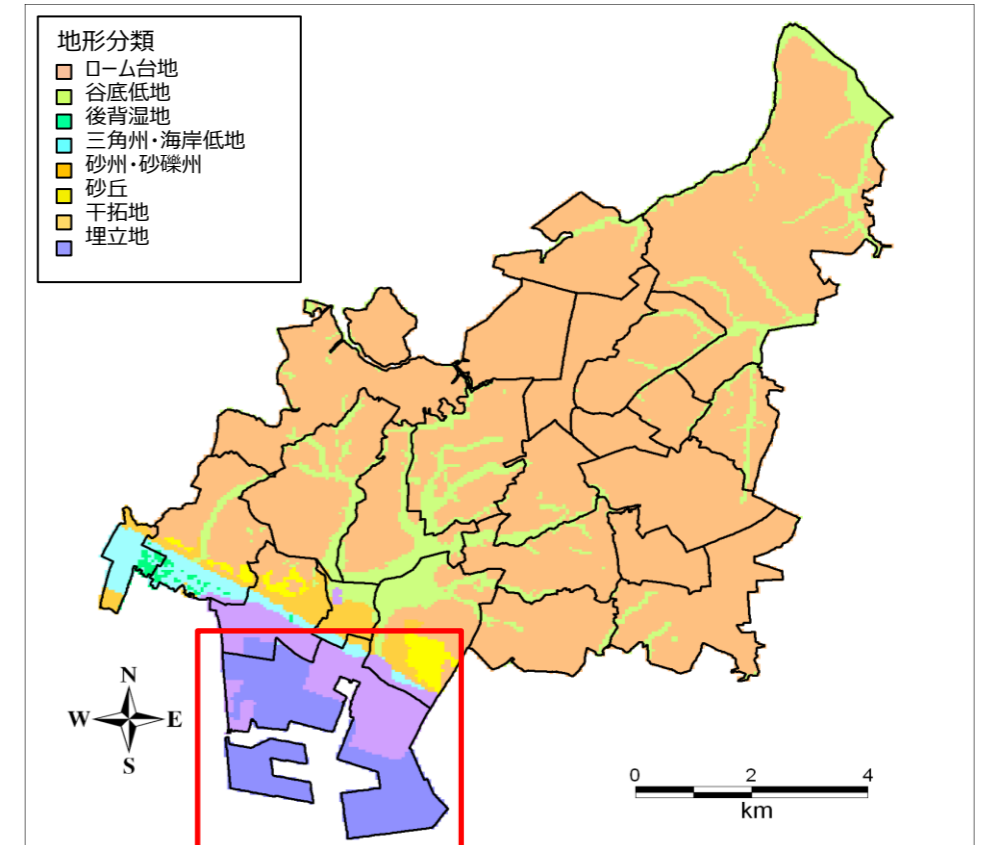 地形分類
ローム台地
谷底低地
後背湿地
三角州・海岸低地
砂州・砂礫州
砂丘
干拓地
埋立地
N
W E
S
0 2 4
km